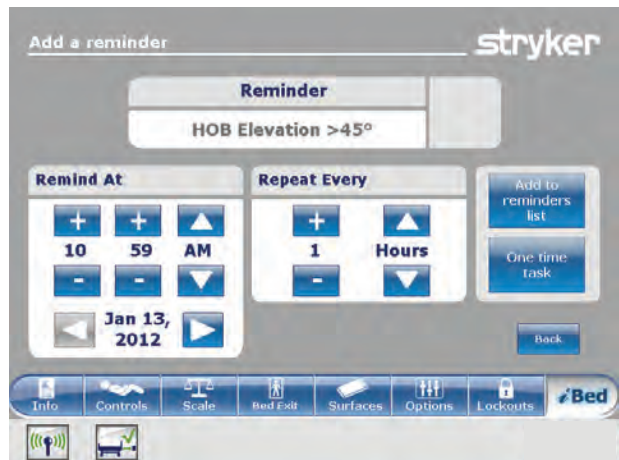 Add a reminder
stryker
Reminder
HOB Elevation >45°
Remind At
+ +
10 59 AM
- -
Jan 13,
2012
Repeat Every
+
1 Hours
-
Add to
reminders
list
One time
task
Back
Info Controls Scale Bed Exit Surfaces Options Lockouts iBed